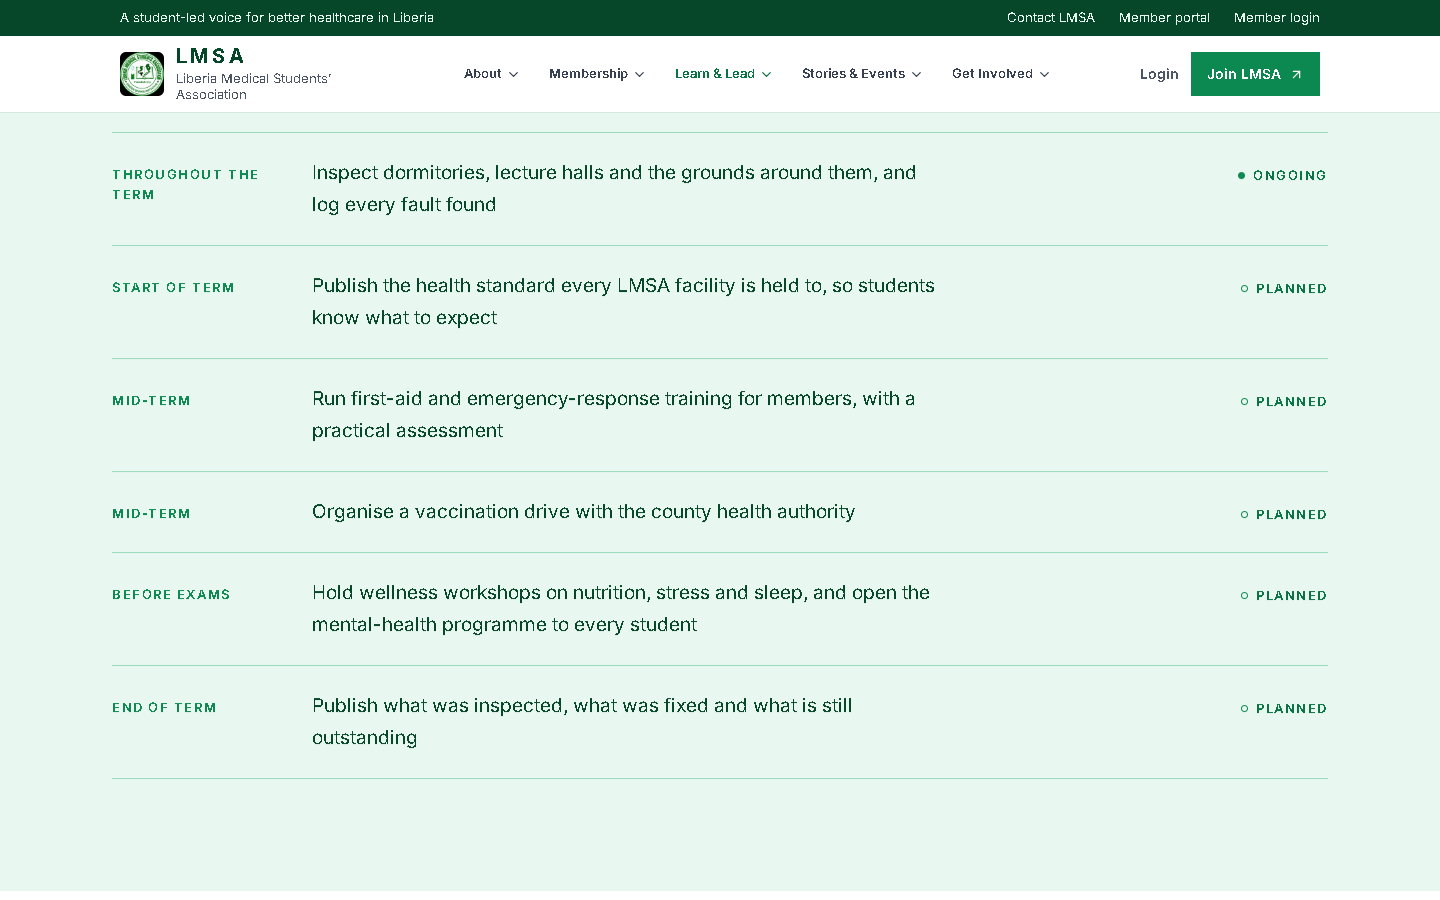 A student-led voice for better healthcare in Liberia
Contact LMSA Member portal Member login
LMSA
Liberia Medical Students'
Association
About Membership Learn & Lead Stories & Events Get Involved
Login Join LMSA
THROUGHOUT THE
TERM
Inspect dormitories, lecture halls and the grounds around them, and
log every fault found
ONGOING
START OF TERM
Publish the health standard every LMSA facility is held to, so students
know what to expect
PLANNED
MID-TERM
Run first-aid and emergency-response training for members, with a
practical assessment
PLANNED
MID-TERM
Organise a vaccination drive with the county health authority
PLANNED
BEFORE EXAMS
Hold wellness workshops on nutrition, stress and sleep, and open the
mental-health programme to every student
PLANNED
END OF TERM
Publish what was inspected, what was fixed and what is still
outstanding
PLANNED